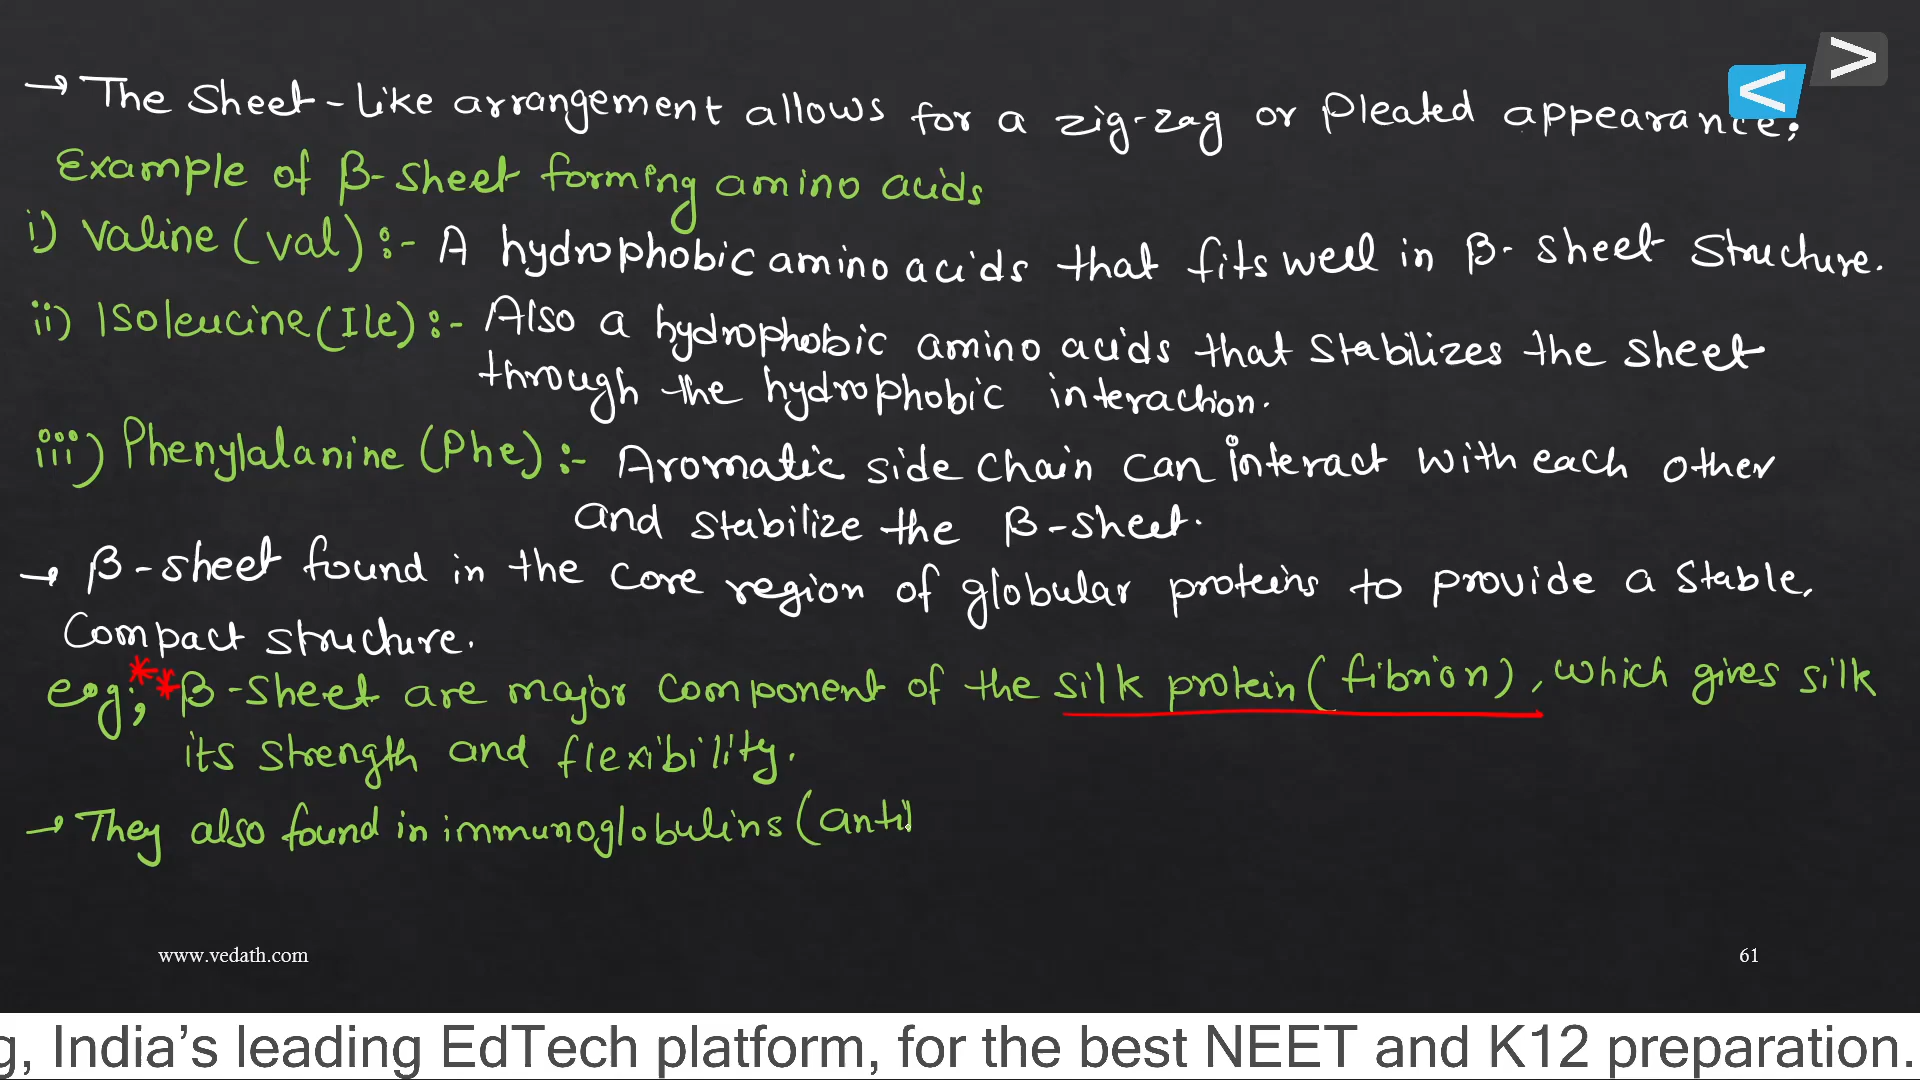 → The sheet-like arrangement allows for a zig-zag or pleated appearance.
Example of β-sheet forming amino acids
i) Valine (val) :- A hydrophobic amino acids that fits well in β-sheet structure.
ii) Isoleucine (Ile) :- Also a hydrophobic amino acids that stabilizes the sheet
through the hydrophobic interaction.
iii) Phenylalanine (Phe) :- Aromatic side chain can interact with each other
and stabilize the β-sheet.
→ β-sheet found in the core region of globular proteins to provide a stable,
compact structure.
eg; **β-sheet are major component of the silk protein (fibrion), which gives silk
its strength and flexibility.
→ They also found in immunoglobulins (anti
www.vedath.com
61
g, India’s leading EdTech platform, for the best NEET and K12 preparation.